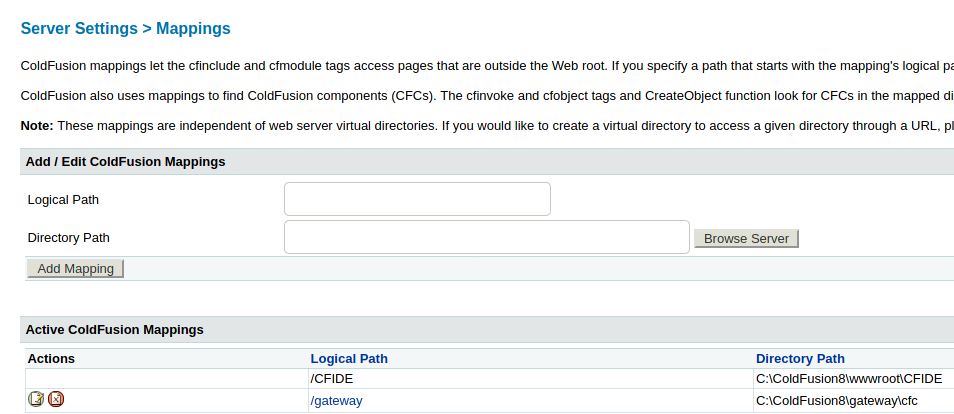 Server Settings > Mappings
ColdFusion mappings let the cfinclude and cfmodule tags access pages that are outside the Web root. If you specify a path that starts with the mapping's logical
ColdFusion also uses mappings to find ColdFusion components (CFCs). The cfinvoke and cfobject tags and CreateObject function look for CFCs in the mapped
Note: These mappings are independent of web server virtual directories. If you would like to create a virtual directory to access a given directory through a URL,
Add / Edit ColdFusion Mappings
Logical Path
Directory Path Browse Server
Add Mapping
Active ColdFusion Mappings
Actions Logical Path Directory Path
/CFIDE C:\ColdFusion8\wwwroot\CFIDE
/gateway C:\ColdFusion8\gateway\cfc